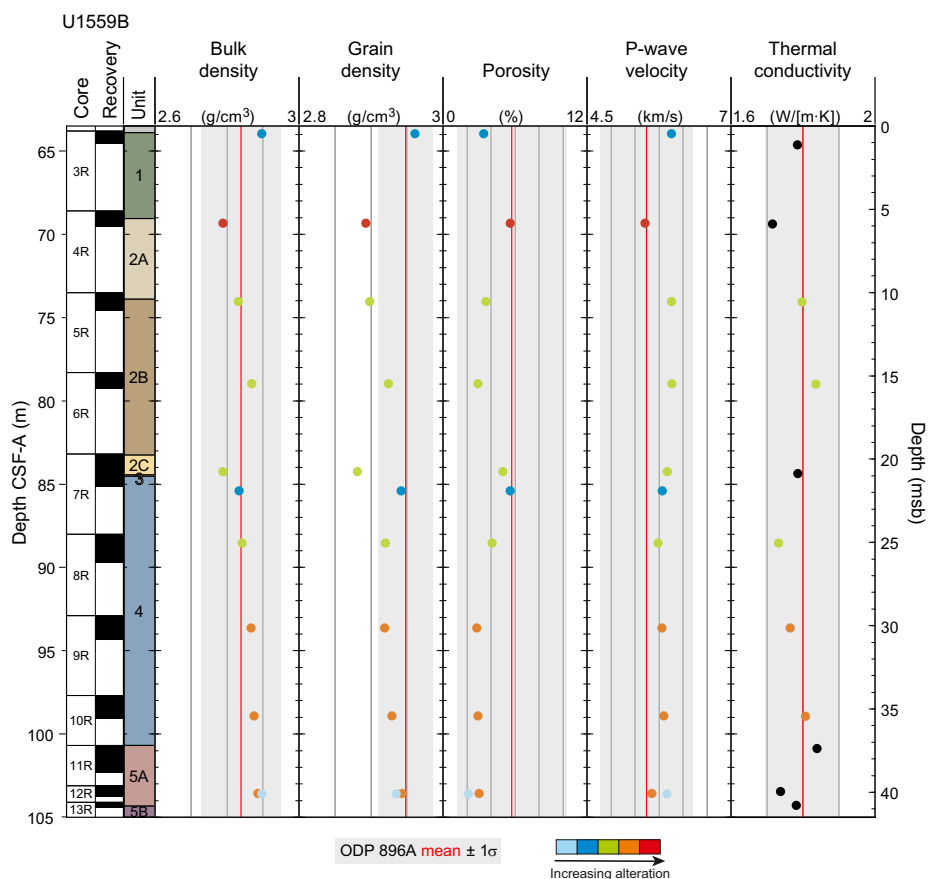 U1559B
Core
Recovery
Unit
Bulk
density
Grain
density
Porosity
P-wave
velocity
Thermal
conductivity
2.6 (g/cm³) 3
2.8 (g/cm³) 3
0 (%) 12
4.5 (km/s) 7
1.6 (W/[m·K]) 2
Depth CSF-A (m)
65
70
75
80
85
90
95
100
105
3R
4R
5R
6R
7R
8R
9R
10R
11R
12R
13R
1
2A
2B
2C
3
4
5A
5B
0
5
10
15
20
25
30
35
40
Depth (msb)
ODP 896A mean ± 1σ
Increasing alteration